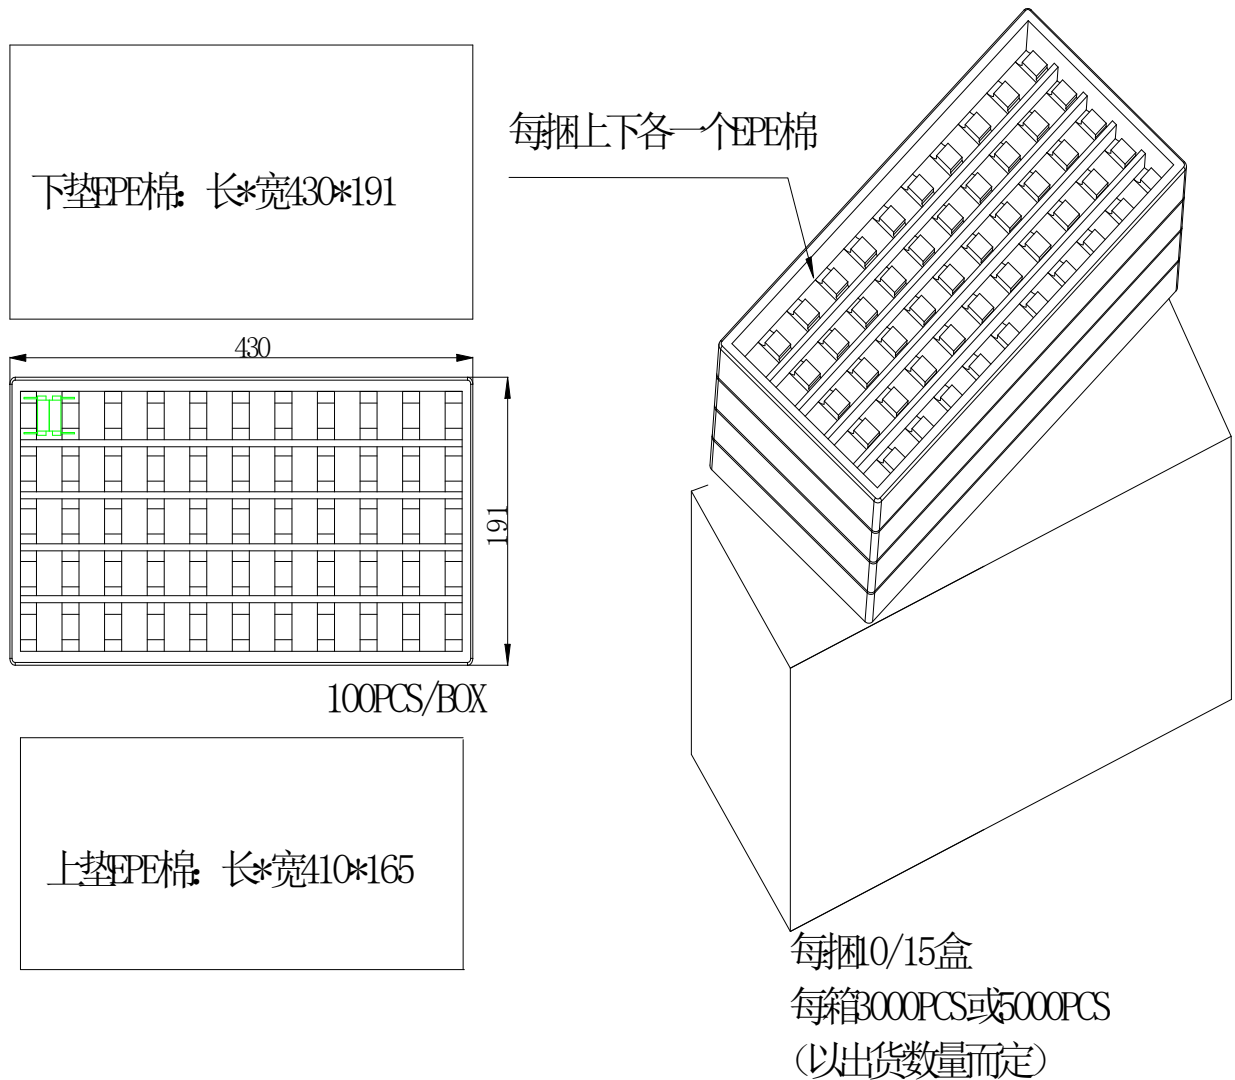 每捆上下各一个EPE棉
下垫EPE棉：长*宽430*191
430
191
100PCS/BOX
上垫EPE棉：长*宽410*165
每捆10/15盒
每箱3000PCS或5000PCS
（以出货数量而定）